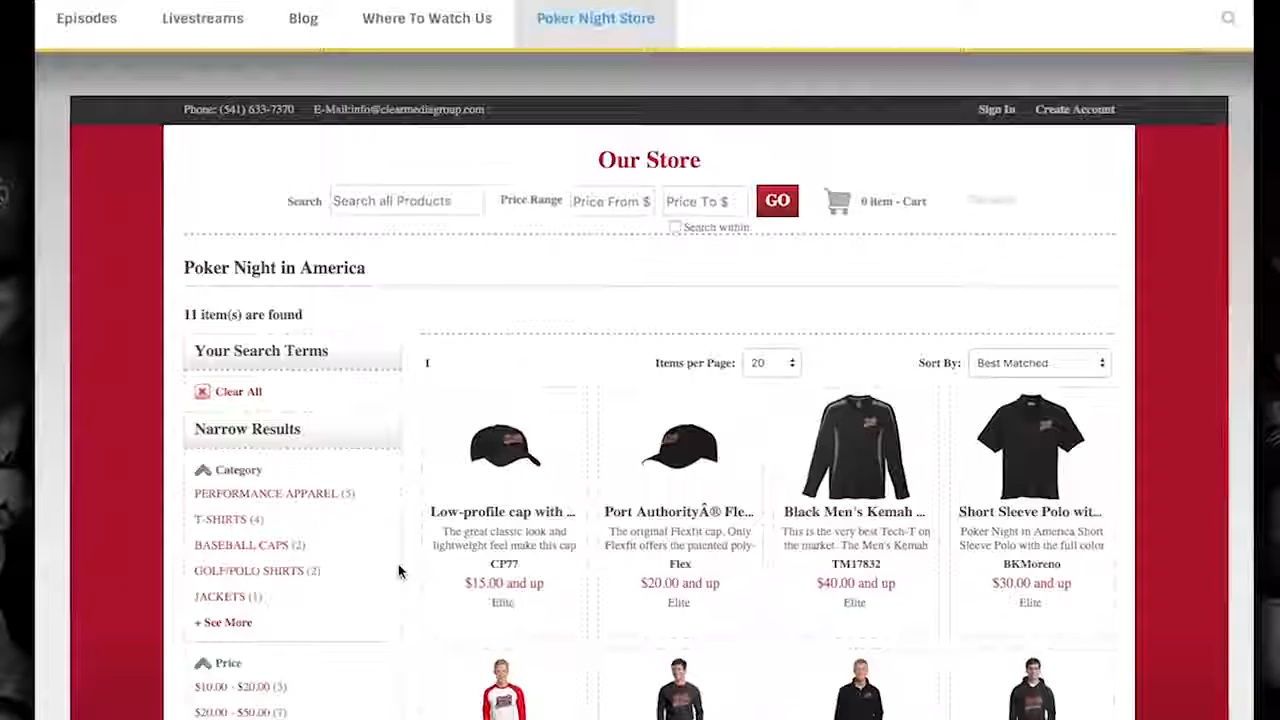 Episodes Livestreams Blog Where To Watch Us Poker Night Store
Phone: (541) 633-7370 E-Mail:info@clearmediagroup.com Sign In Create Account
Our Store
Search Search all Products Price Range Price From $ Price To $ GO 0 item - Cart
Search within
Poker Night in America
11 item(s) are found
Your Search Terms
1 Items per Page: 20 Sort By: Best Matched
Clear All
Narrow Results
Category
PERFORMANCE APPAREL (5)
T-SHIRTS (4)
BASEBALL CAPS (2)
GOLF/POLO SHIRTS (2)
JACKETS (1)
+ See More
Price
$10.00 - $20.00 (3)
$20.00 - $50.00 (7)
Low-profile cap with ...
The great classic look and
lightweight feel make this cap
CP77
$15.00 and up
Elite
Port AuthorityÂ® Fle...
The original Flexfit cap. Only
Flexfit offers the patented poly-
Flex
$20.00 and up
Elite
Black Men's Kemah ...
This is the very best Tech-T on
the market. The Men's Kemah
TM17832
$40.00 and up
Elite
Short Sleeve Polo wit...
Poker Night in America Short
Sleeve Polo with the full color
BKMoreno
$30.00 and up
Elite